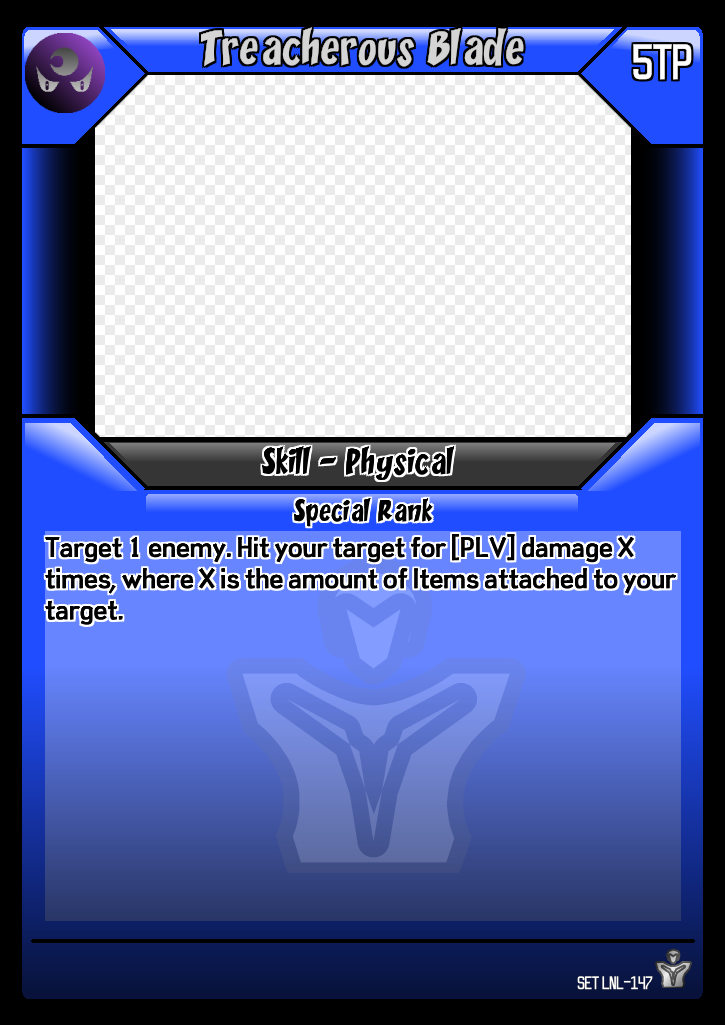 Treacherous Blade
5TP
Skill - Physical
Special Rank
Target 1 enemy. Hit your target for [PLV] damage X
times, where X is the amount of Items attached to your
target.
SET LNL-147